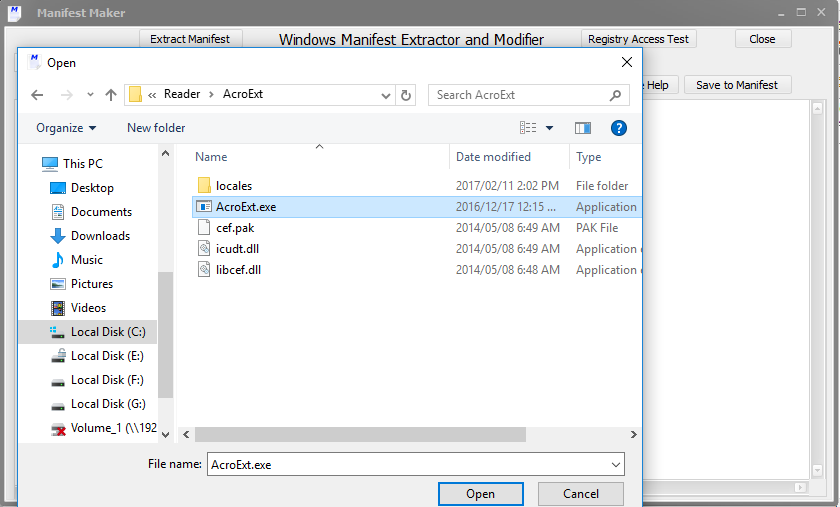 Manifest Maker
Extract Manifest
Windows Manifest Extractor and Modifier
Registry Access Test
Close
Open
Help
Save to Manifest
« Reader > AcroExt
Search AcroExt
Organize
New folder
Name
Date modified
Type
This PC
Desktop
Documents
Downloads
Music
Pictures
Videos
Local Disk (C:)
Local Disk (E:)
Local Disk (F:)
Local Disk (G:)
Volume_1 (\\192
locales 2017/02/11 2:02 PM File folder
AcroExt.exe 2016/12/17 12:15 ... Application
cef.pak 2014/05/08 6:49 AM PAK File
icudt.dll 2014/05/08 6:49 AM Application
libcef.dll 2014/05/08 6:48 AM Application
File name: AcroExt.exe
Open
Cancel